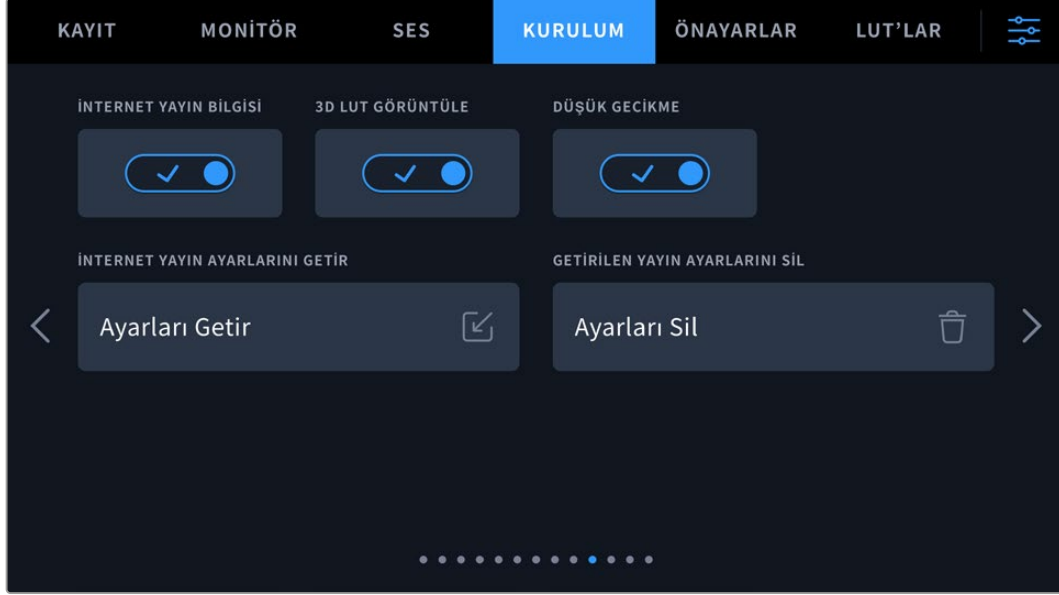 KAYIT MONİTÖR SES KURULUM ÖNAYARLAR LUT'LAR
İNTERNET YAYIN BİLGİSİ 3D LUT GÖRÜNTÜLE DÜŞÜK GECİKME
İNTERNET YAYIN AYARLARINI GETİR GETİRİLEN YAYIN AYARLARINI SİL
Ayarları Getir Ayarları Sil